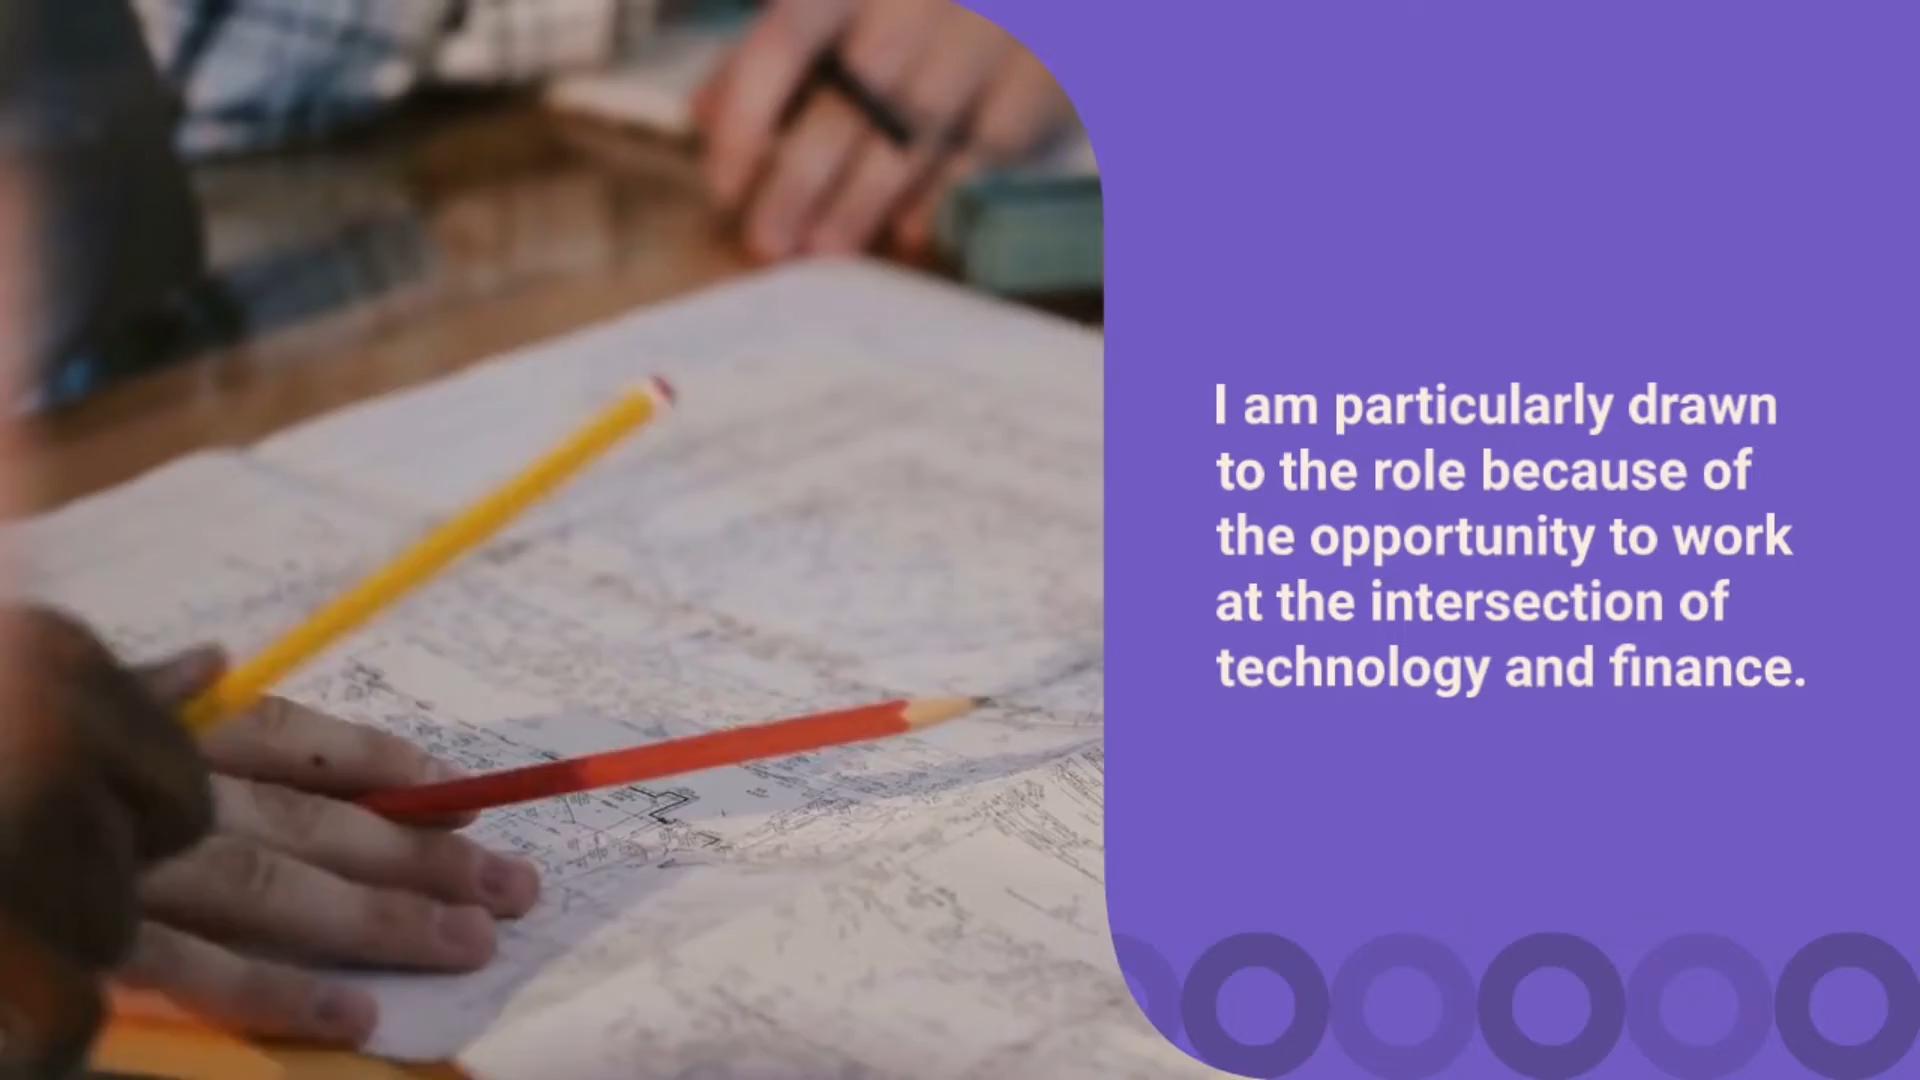 I am particularly drawn
to the role because of
the opportunity to work
at the intersection of
technology and finance.